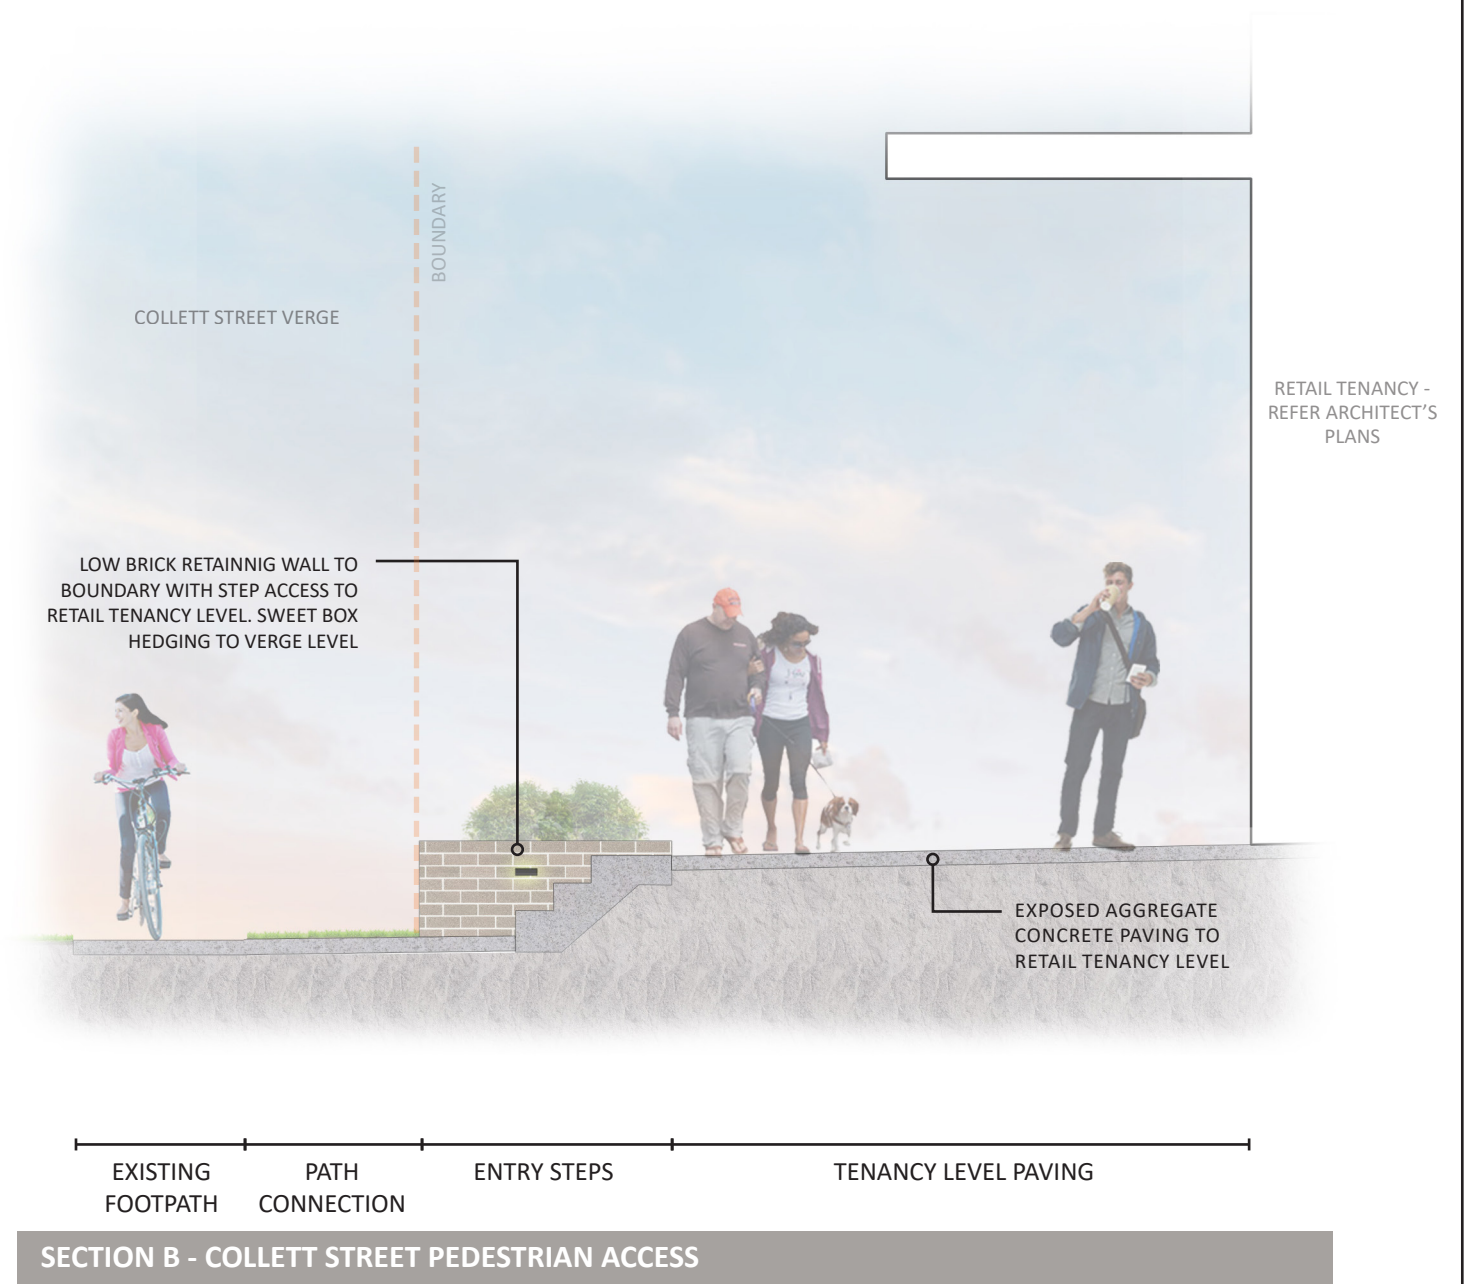 BOUNDARY
COLLETT STREET VERGE
RETAIL TENANCY -
REFER ARCHITECT'S
PLANS
LOW BRICK RETAINNIG WALL TO
BOUNDARY WITH STEP ACCESS TO
RETAIL TENANCY LEVEL. SWEET BOX
HEDGING TO VERGE LEVEL
EXPOSED AGGREGATE
CONCRETE PAVING TO
RETAIL TENANCY LEVEL
EXISTING
FOOTPATH
PATH
CONNECTION
ENTRY STEPS
TENANCY LEVEL PAVING
SECTION B - COLLETT STREET PEDESTRIAN ACCESS